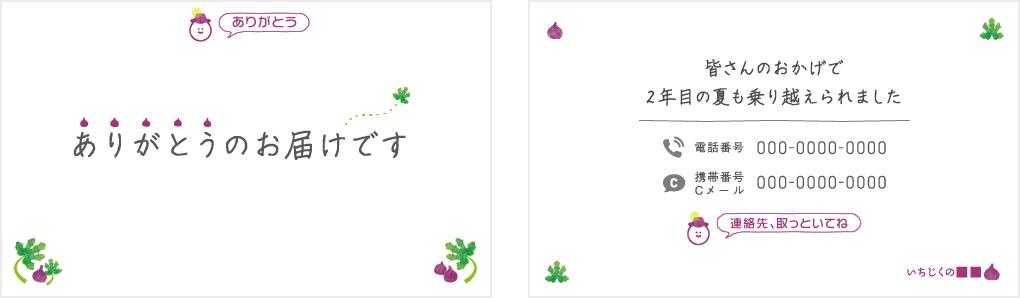 ありがとう
ありがとうのお届けです
皆さんのおかげで
2年目の夏も乗り越えられました
電話番号 000-0000-0000
携帯番号
Cメール 000-0000-0000
連絡先、取っといてね
いちじくの■■